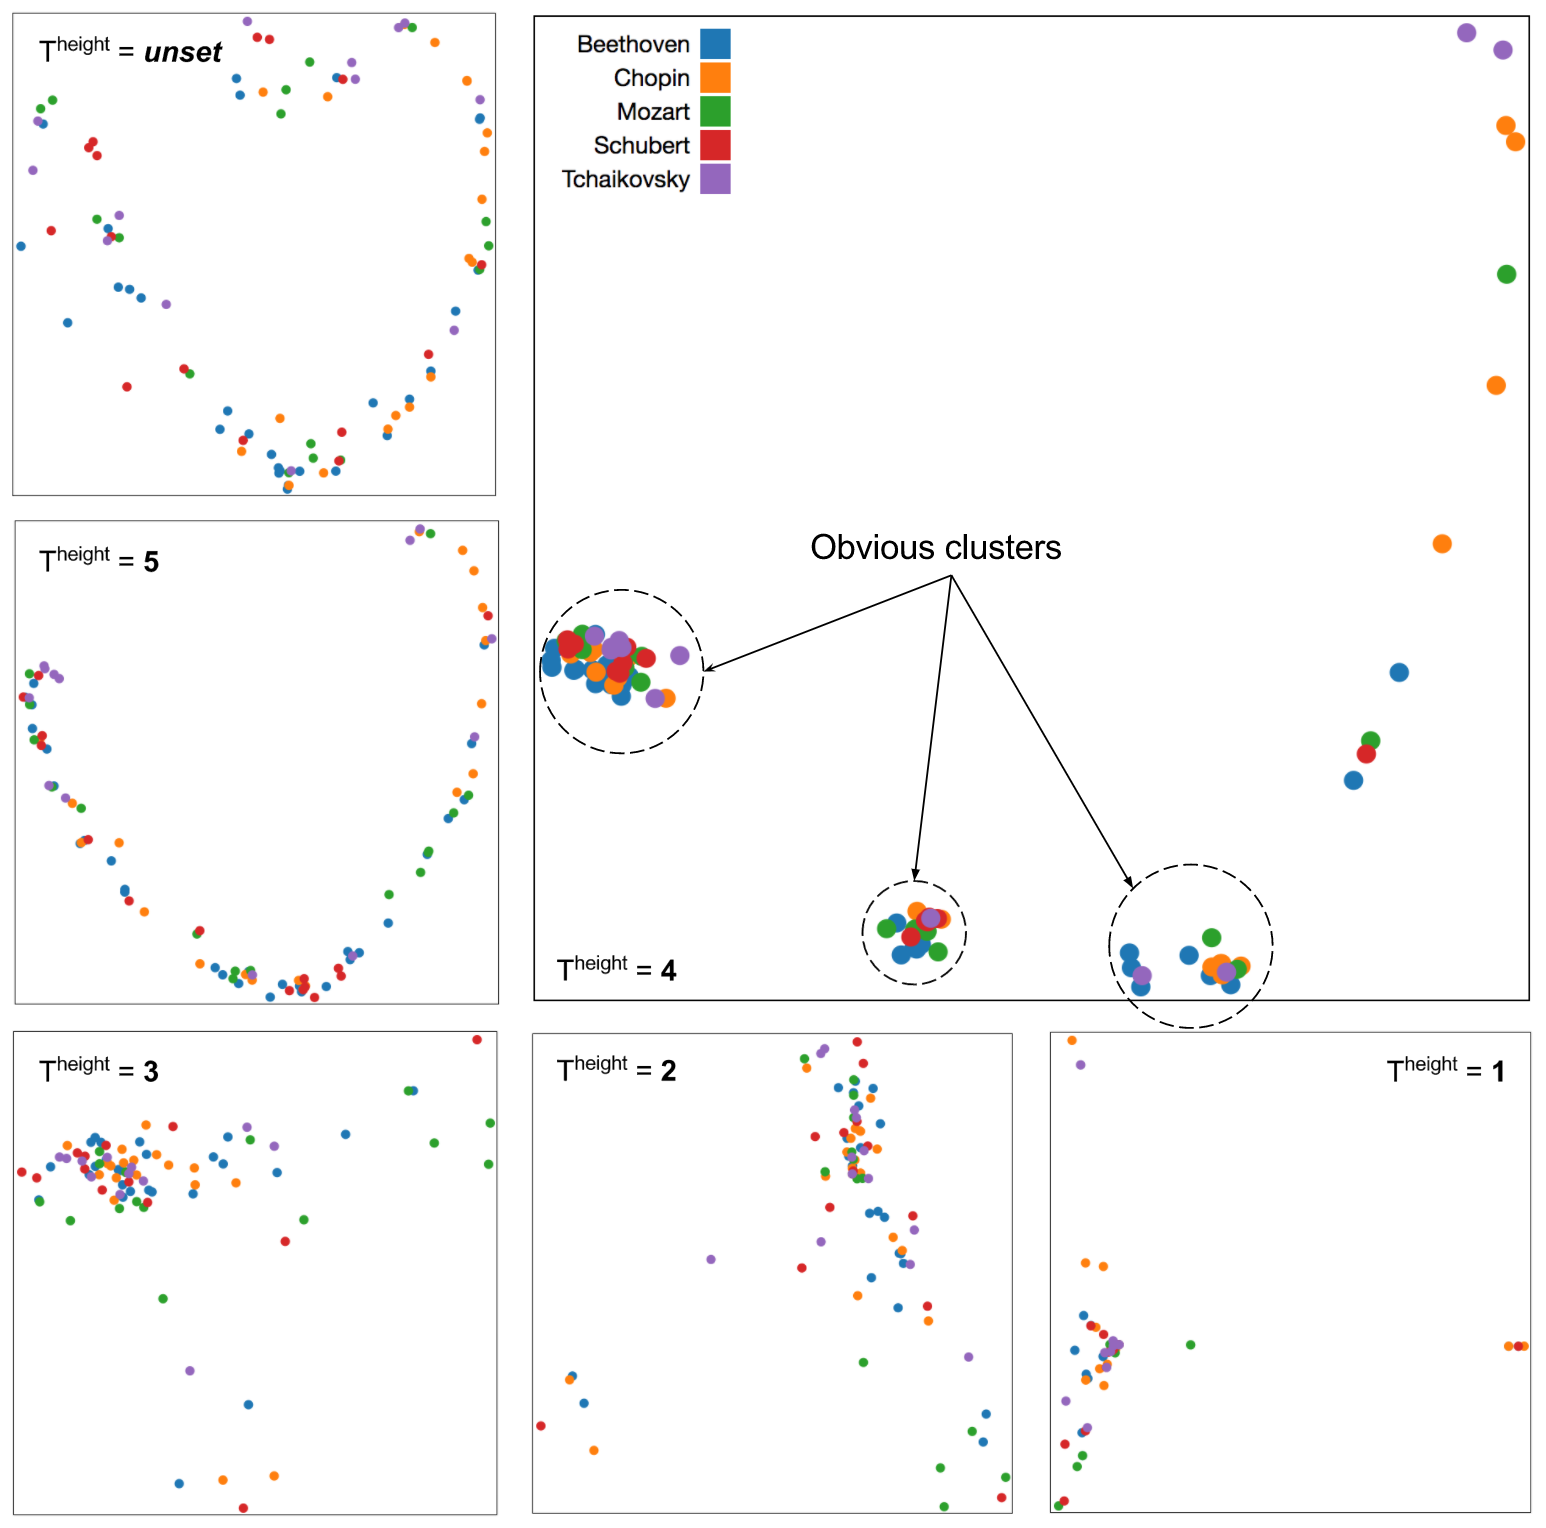 T^height = unset
Beethoven
Chopin
Mozart
Schubert
Tchaikovsky
T^height = 5
Obvious clusters
T^height = 4
T^height = 3
T^height = 2
T^height = 1